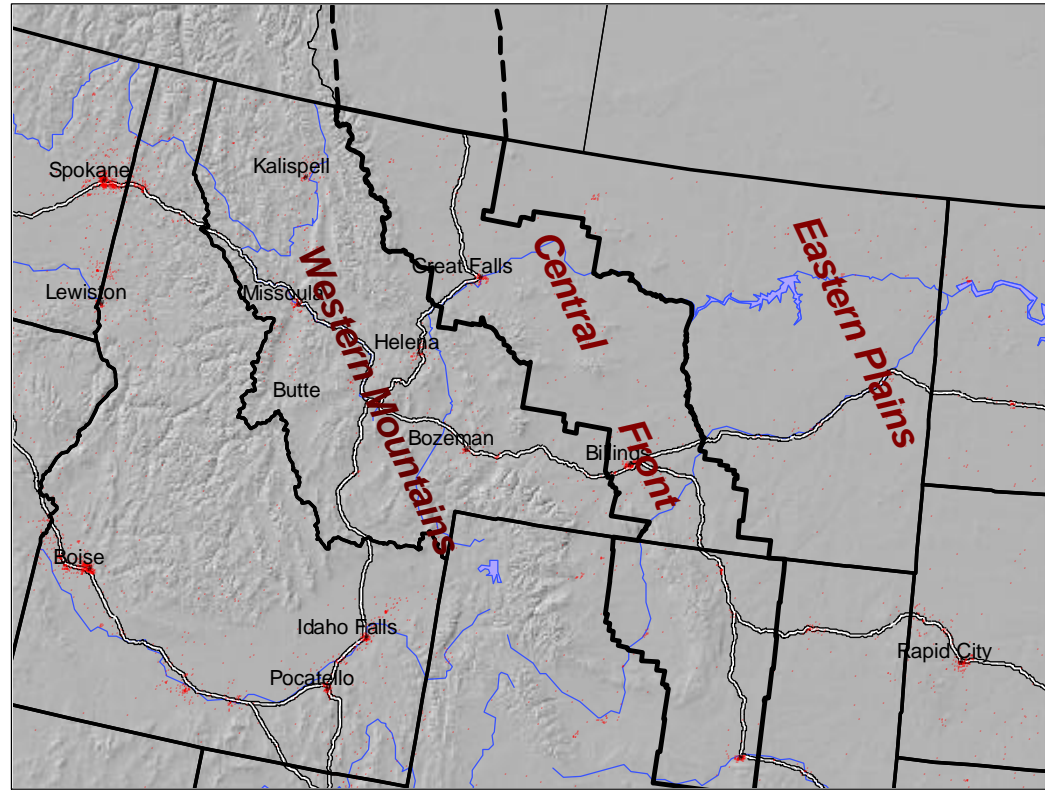 Spokane
Kalispell
Great Falls
Lewiston
Missoula
Helena
Butte
Bozeman
Billings
Boise
Idaho Falls
Pocatello
Rapid City
Western Mountains
Central
Front
Eastern Plains